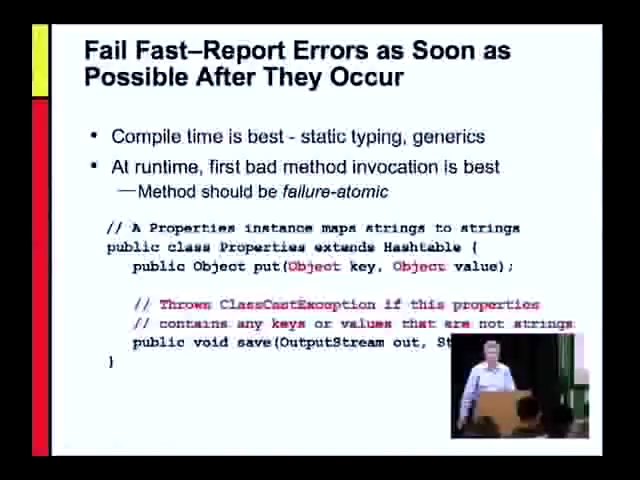 Fail Fast–Report Errors as Soon as
Possible After They Occur
• Compile time is best - static typing, generics
• At runtime, first bad method invocation is best
—Method should be failure-atomic
// A Properties instance maps strings to strings
public class Properties extends Hashtable {
public Object put(Object key, Object value);
// Throws ClassCastException if this properties
// contains any keys or values that are not strings
public void save(OutputStream out, St
}